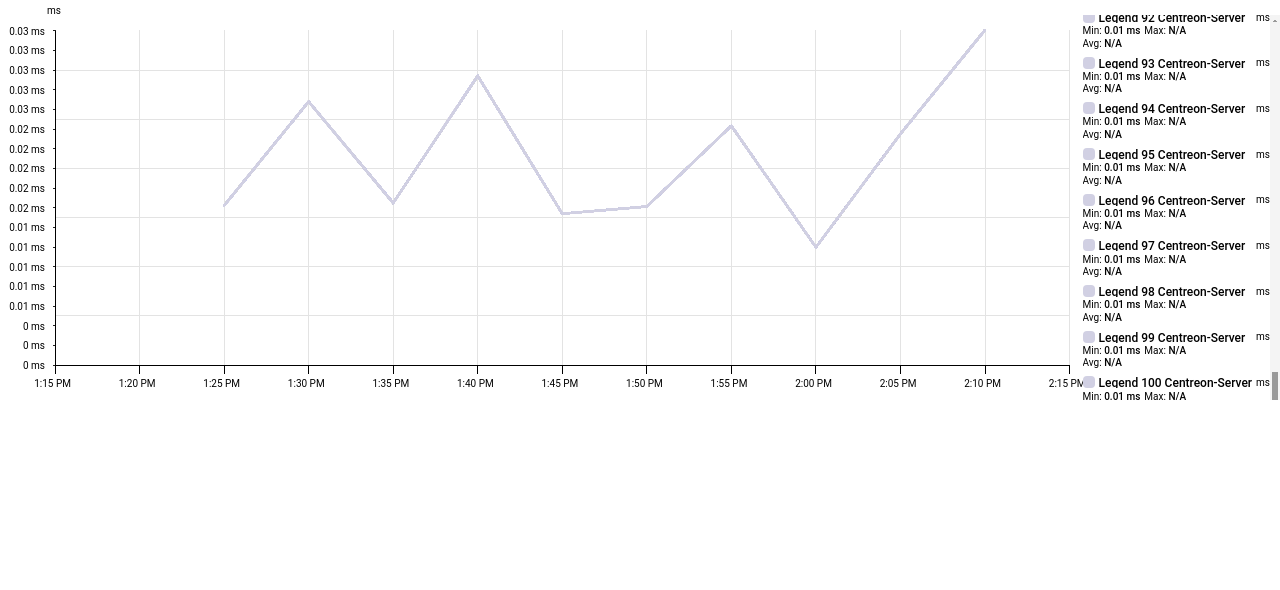 ms
0.03 ms
0.03 ms
0.03 ms
0.03 ms
0.03 ms
0.02 ms
0.02 ms
0.02 ms
0.02 ms
0.02 ms
0.01 ms
0.01 ms
0.01 ms
0.01 ms
0.01 ms
0 ms
0 ms
0 ms
1:15 PM 1:20 PM 1:25 PM 1:30 PM 1:35 PM 1:40 PM 1:45 PM 1:50 PM 1:55 PM 2:00 PM 2:05 PM 2:10 PM 2:15 PM
Legend 92 Centreon-Server ms
Min: 0.01 ms Max: N/A
Avg: N/A
Legend 93 Centreon-Server ms
Min: 0.01 ms Max: N/A
Avg: N/A
Legend 94 Centreon-Server ms
Min: 0.01 ms Max: N/A
Avg: N/A
Legend 95 Centreon-Server ms
Min: 0.01 ms Max: N/A
Avg: N/A
Legend 96 Centreon-Server ms
Min: 0.01 ms Max: N/A
Avg: N/A
Legend 97 Centreon-Server ms
Min: 0.01 ms Max: N/A
Avg: N/A
Legend 98 Centreon-Server ms
Min: 0.01 ms Max: N/A
Avg: N/A
Legend 99 Centreon-Server ms
Min: 0.01 ms Max: N/A
Avg: N/A
Legend 100 Centreon-Server ms
Min: 0.01 ms Max: N/A